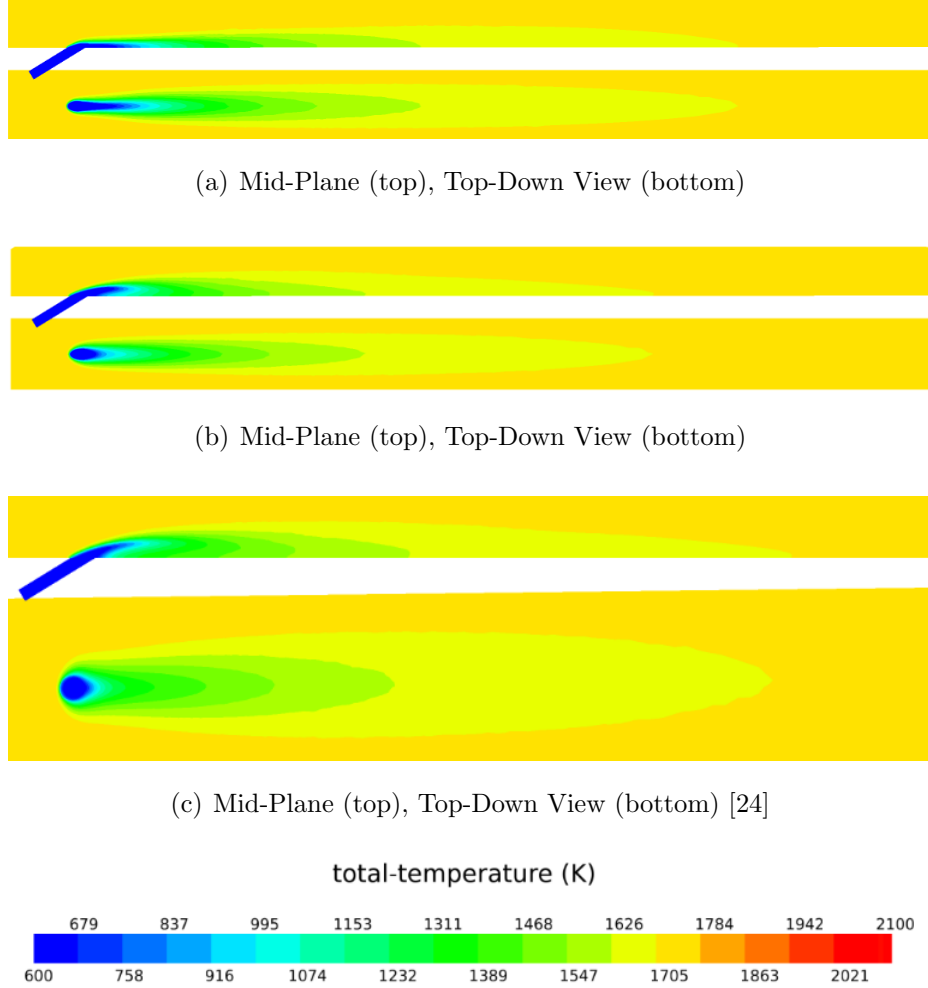 (a) Mid-Plane (top), Top-Down View (bottom)
(b) Mid-Plane (top), Top-Down View (bottom)
(c) Mid-Plane (top), Top-Down View (bottom) [24]
total-temperature (K)
679 837 995 1153 1311 1468 1626 1784 1942 2100
600 758 916 1074 1232 1389 1547 1705 1863 2021